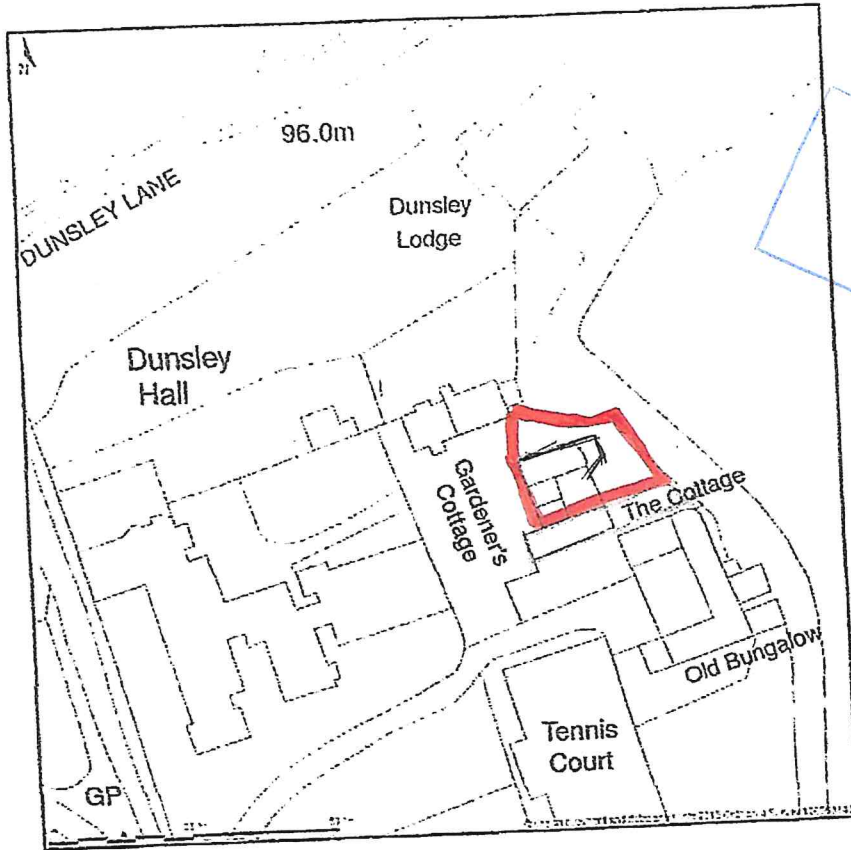 96.0m
DUNSLEY LANE
Dunsley
Lodge
Dunsley
Hall
Gardener's
Cottage
The Cottage
Old Bungalow
Tennis
Court
GP